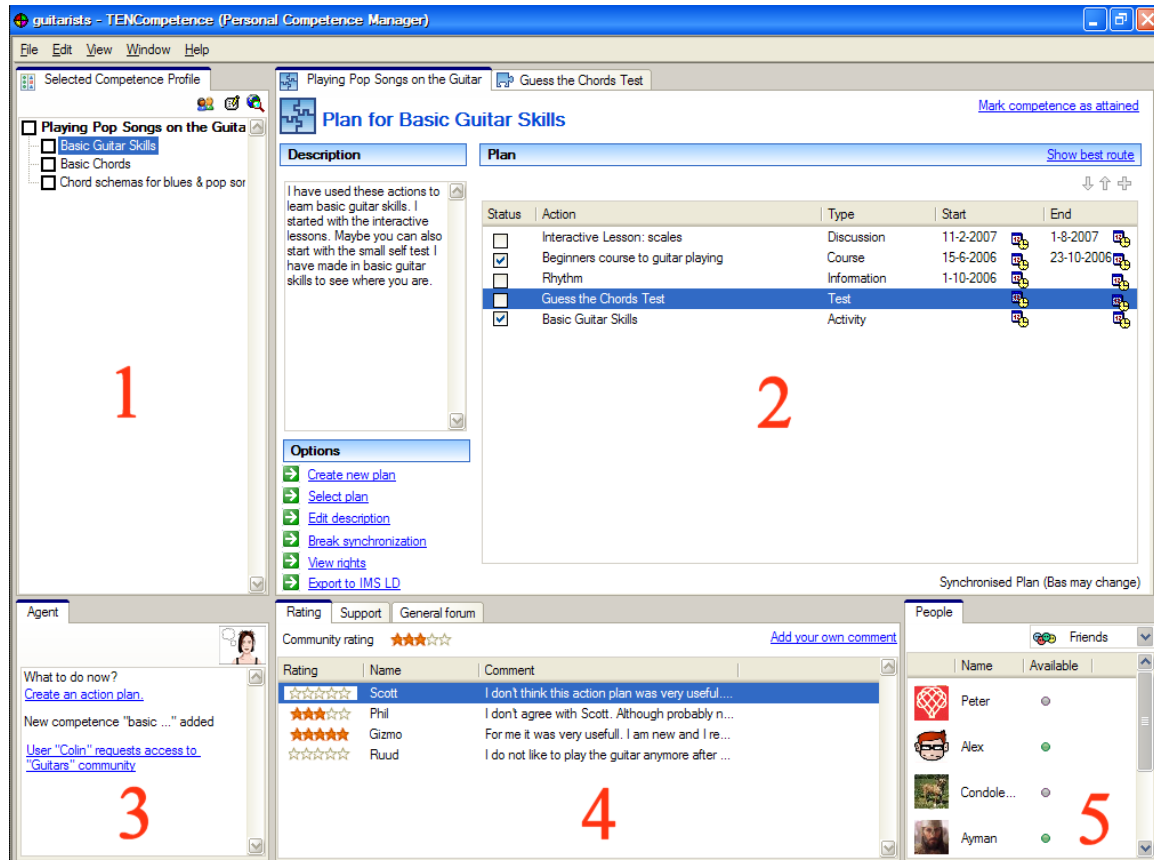 guitarists - TENCompetence (Personal Competence Manager)
File Edit View Window Help
Selected Competence Profile
Playing Pop Songs on the Guita
Basic Guitar Skills
Basic Chords
Chord schemas for blues & pop sor
1
Playing Pop Songs on the Guitar
Guess the Chords Test
Plan for Basic Guitar Skills
Mark competence as attained
Description
I have used these actions to
learn basic guitar skills. I
started with the interactive
lessons. Maybe you can also
start with the small self test I
have made in basic guitar
skills to see where you are.
Plan
Show best route
Status Action Type Start End
Interactive Lesson: scales Discussion 11-2-2007 1-8-2007
Beginners course to guitar playing Course 15-6-2006 23-10-2006
Rhythm Information 1-10-2006
Guess the Chords Test Test
Basic Guitar Skills Activity
2
Options
Create new plan
Select plan
Edit description
Break synchronization
View rights
Export to IMS LD
Synchronised Plan (Bas may change)
Agent
What to do now?
Create an action plan.
New competence "basic ..." added
User "Colin" requests access to
"Guitars" community
3
Rating Support General forum
Community rating
Add your own comment
Rating Name Comment
Scott I don't think this action plan was very useful....
Phil I don't agree with Scott. Although probably n...
Gizmo For me it was very usefull. I am new and I re...
Ruud I do not like to play the guitar anymore after ...
4
People
Friends
Name Available
Peter
Alex
Condole...
Ayman
5